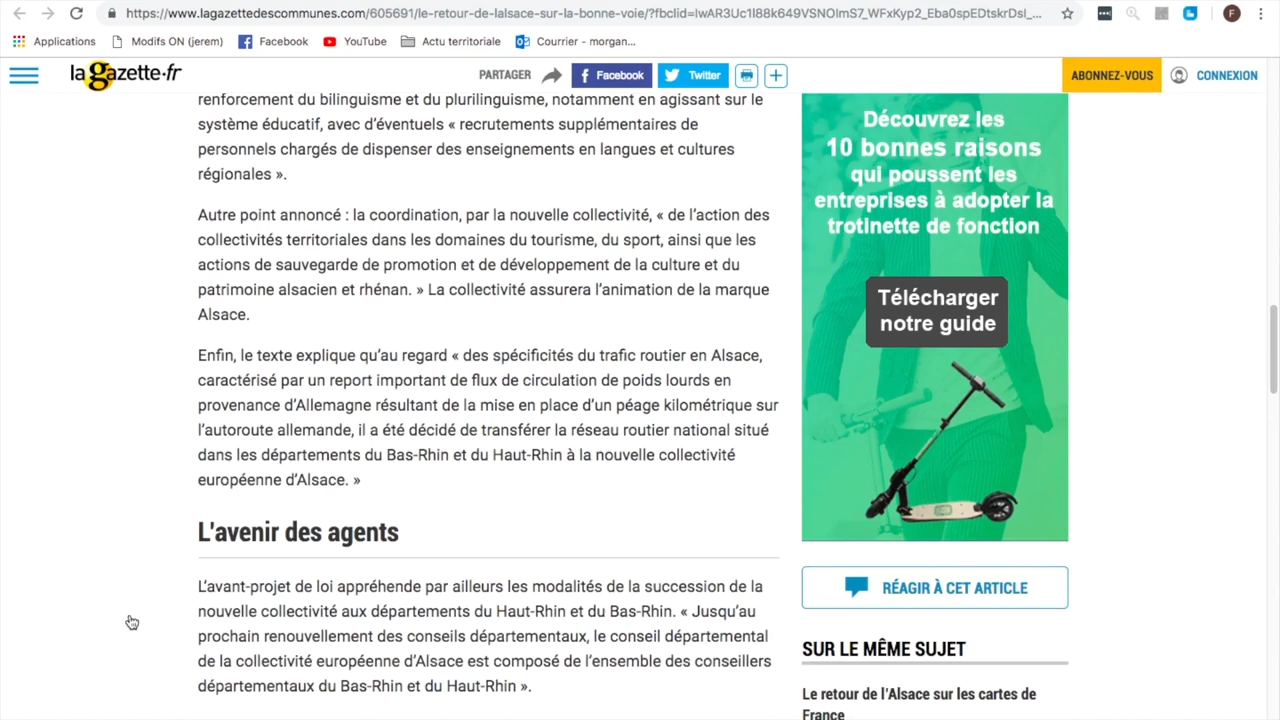 https://www.lagazettedescommunes.com/605691/le-retour-de-lalsace-sur-la-bonne-voie/?fbclid=IwAR3Uc1I88k649VSNOImS7_WFxKyp2_Eba0spEDtskrDsI_...
F
Applications
Modifs ON (jerem)
Facebook
YouTube
Actu territoriale
Courrier - morgan...
la gazette.fr
PARTAGER
Facebook
Twitter
ABONNEZ-VOUS
CONNEXION
renforcement du bilinguisme et du plurilinguisme, notamment en agissant sur le
système éducatif, avec d’éventuels « recrutements supplémentaires de
personnels chargés de dispenser des enseignements en langues et cultures
régionales ».
Autre point annoncé : la coordination, par la nouvelle collectivité, « de l’action des
collectivités territoriales dans les domaines du tourisme, du sport, ainsi que les
actions de sauvegarde de promotion et de développement de la culture et du
patrimoine alsacien et rhénan. » La collectivité assurera l’animation de la marque
Alsace.
Enfin, le texte explique qu’au regard « des spécificités du trafic routier en Alsace,
caractérisé par un report important de flux de circulation de poids lourds en
provenance d’Allemagne résultant de la mise en place d’un péage kilométrique sur
l’autoroute allemande, il a été décidé de transférer la réseau routier national situé
dans les départements du Bas-Rhin et du Haut-Rhin à la nouvelle collectivité
européenne d’Alsace. »
L'avenir des agents
L’avant-projet de loi appréhende par ailleurs les modalités de la succession de la
nouvelle collectivité aux départements du Haut-Rhin et du Bas-Rhin. « Jusqu’au
prochain renouvellement des conseils départementaux, le conseil départemental
de la collectivité européenne d’Alsace est composé de l’ensemble des conseillers
départementaux du Bas-Rhin et du Haut-Rhin ».
Découvrez les
10 bonnes raisons
qui poussent les
entreprises à adopter la
trotinette de fonction
Télécharger
notre guide
RÉAGIR À CET ARTICLE
SUR LE MÊME SUJET
Le retour de l’Alsace sur les cartes de
France